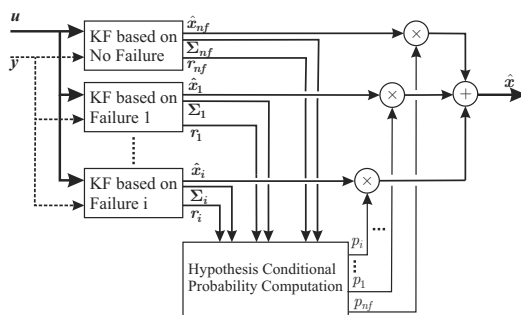 u
y
KF based on
No Failure
x̂_nf
Σ_nf
r_nf
KF based on
Failure 1
x̂_1
Σ_1
r_1
KF based on
Failure i
x̂_i
Σ_i
r_i
Hypothesis Conditional
Probability Computation
p_i
p_1
p_nf
×
×
×
+
x̂